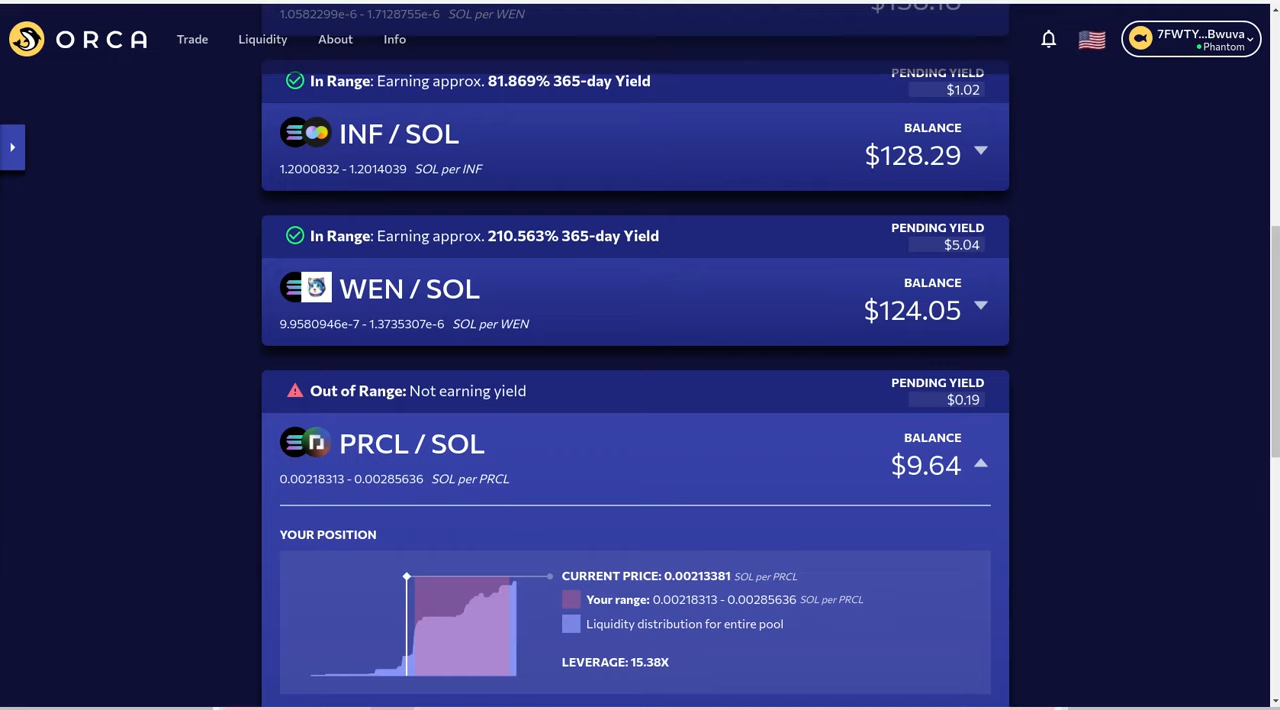 1.0582299e-6 - 1.7128755e-6 SOL per WEN
ORCA Trade Liquidity About Info
7FWTY...Bwuva
Phantom
In Range: Earning approx. 81.869% 365-day Yield
PENDING YIELD
$1.02
INF / SOL
BALANCE
$128.29
1.2000832 - 1.2014039 SOL per INF
In Range: Earning approx. 210.563% 365-day Yield
PENDING YIELD
$5.04
WEN / SOL
BALANCE
$124.05
9.9580946e-7 - 1.3735307e-6 SOL per WEN
Out of Range: Not earning yield
PENDING YIELD
$0.19
PRCL / SOL
BALANCE
$9.64
0.00218313 - 0.00285636 SOL per PRCL
YOUR POSITION
CURRENT PRICE: 0.00213381 SOL per PRCL
Your range: 0.00218313 - 0.00285636 SOL per PRCL
Liquidity distribution for entire pool
LEVERAGE: 15.38X